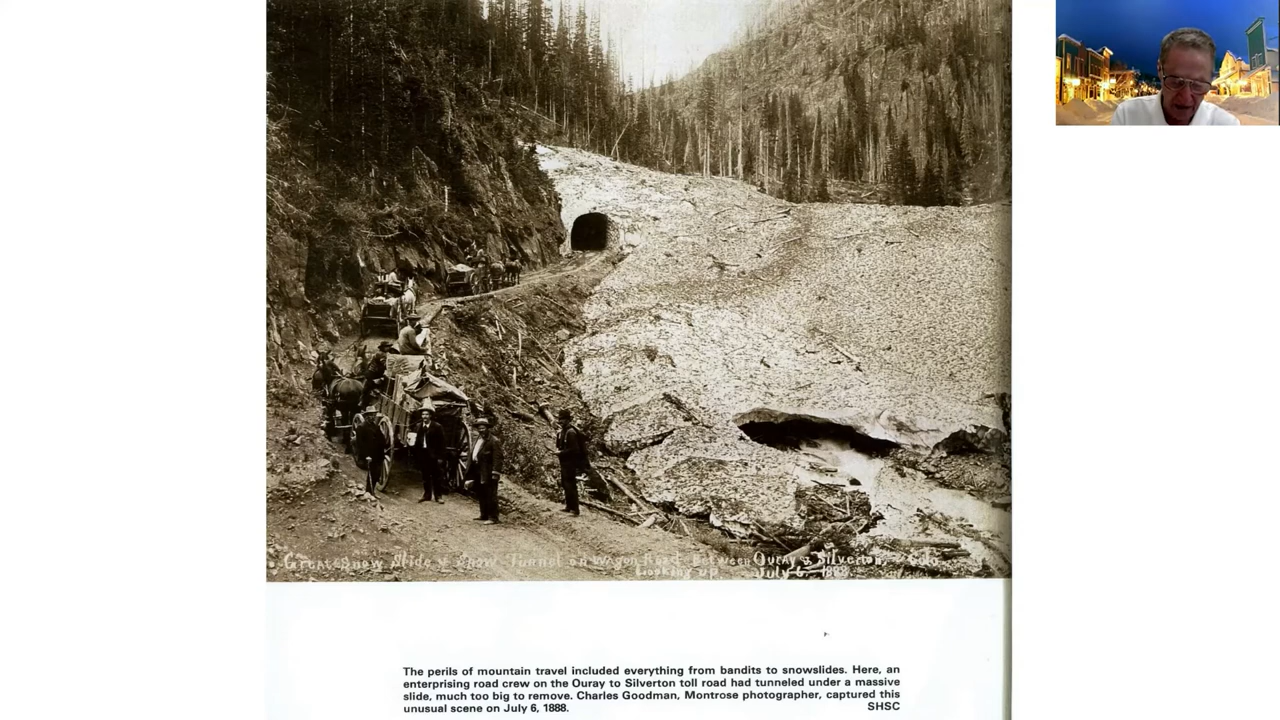 Great Snow Slide & Snow Tunnel on Wagon Road Between Ouray & Silverton, Colo.
Looking up. July 6, 1888.
The perils of mountain travel included everything from bandits to snowslides. Here, an
enterprising road crew on the Ouray to Silverton toll road had tunneled under a massive
slide, much too big to remove. Charles Goodman, Montrose photographer, captured this
unusual scene on July 6, 1888.
SHSC